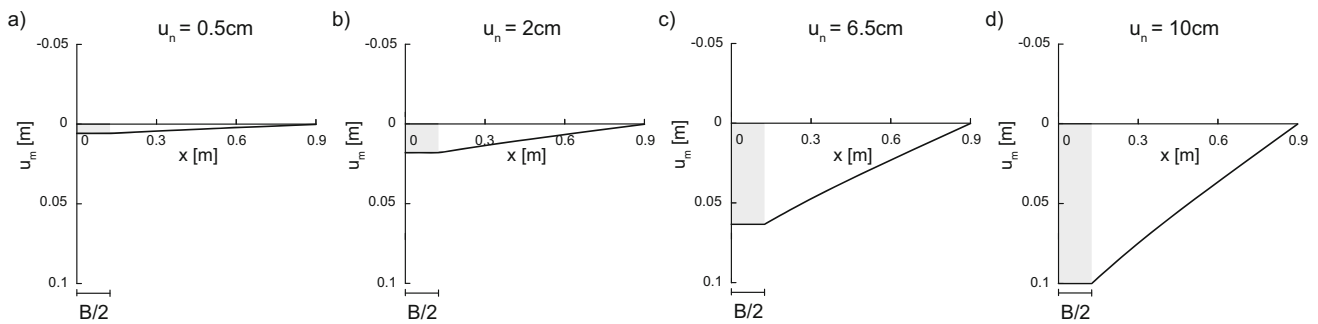 a)
u_n = 0.5cm
-0.05
0
0.05
0.1
u_m [m]
0
0.3
0.6
0.9
x [m]
B/2
b)
u_n = 2cm
-0.05
0
0.05
0.1
u_m [m]
0
0.3
0.6
0.9
x [m]
B/2
c)
u_n = 6.5cm
-0.05
0
0.05
0.1
u_m [m]
0
0.3
0.6
0.9
x [m]
B/2
d)
u_n = 10cm
-0.05
0
0.05
0.1
u_m [m]
0
0.3
0.6
0.9
x [m]
B/2